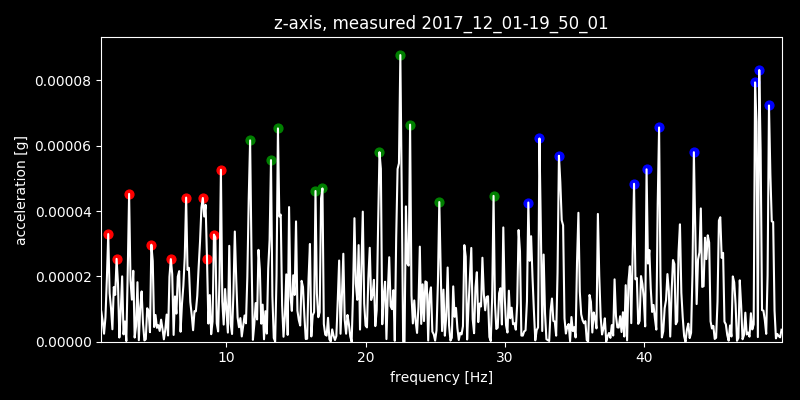 z-axis, measured 2017_12_01-19_50_01
0.00008
0.00006
0.00004
0.00002
0.00000
acceleration [g]
10 20 30 40
frequency [Hz]